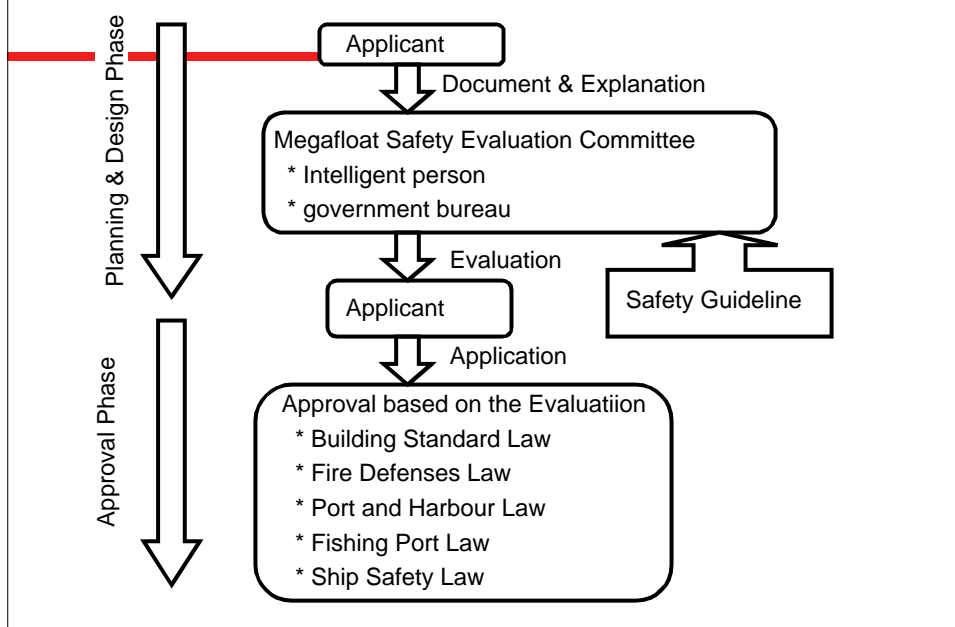 Planning & Design Phase
Applicant
Document & Explanation
Megafloat Safety Evaluation Committee
* Intelligent person
* government bureau
Evaluation
Safety Guideline
Applicant
Application
Approval Phase
Approval based on the Evaluatiion
* Building Standard Law
* Fire Defenses Law
* Port and Harbour Law
* Fishing Port Law
* Ship Safety Law